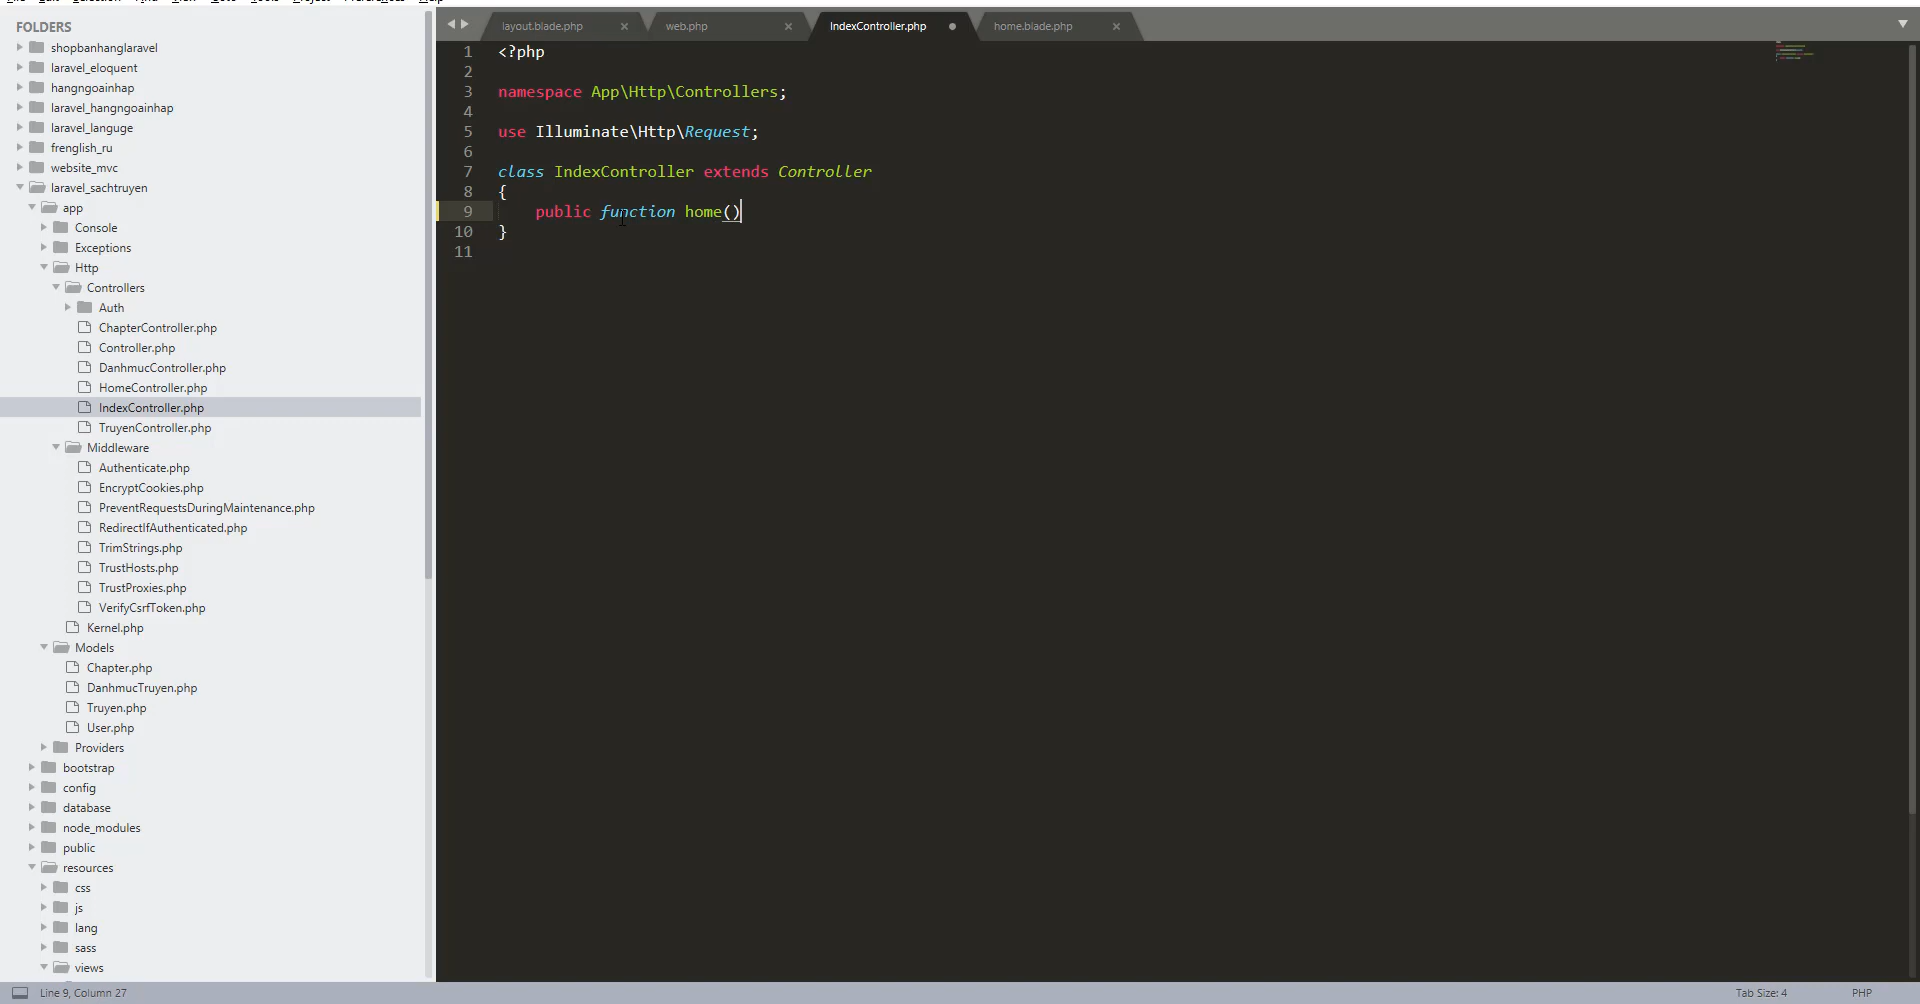 FOLDERS
shopbanhanglaravel
laravel_eloquent
hangngoainhap
laravel_hangngoainhap
laravel_languge
frenglish_ru
website_mvc
laravel_sachtruyen
app
Console
Exceptions
Http
Controllers
Auth
ChapterController.php
Controller.php
DanhmucController.php
HomeController.php
IndexController.php
TruyenController.php
Middleware
Authenticate.php
EncryptCookies.php
PreventRequestsDuringMaintenance.php
RedirectIfAuthenticated.php
TrimStrings.php
TrustHosts.php
TrustProxies.php
VerifyCsrfToken.php
Kernel.php
Models
Chapter.php
DanhmucTruyen.php
Truyen.php
User.php
Providers
bootstrap
config
database
node_modules
public
resources
css
js
lang
sass
views
layout.blade.php
web.php
IndexController.php
home.blade.php
1 <?php
2
3 namespace App\Http\Controllers;
4
5 use Illuminate\Http\Request;
6
7 class IndexController extends Controller
8 {
9 public function home()
10 }
11
Line 9, Column 27
Tab Size: 4
PHP